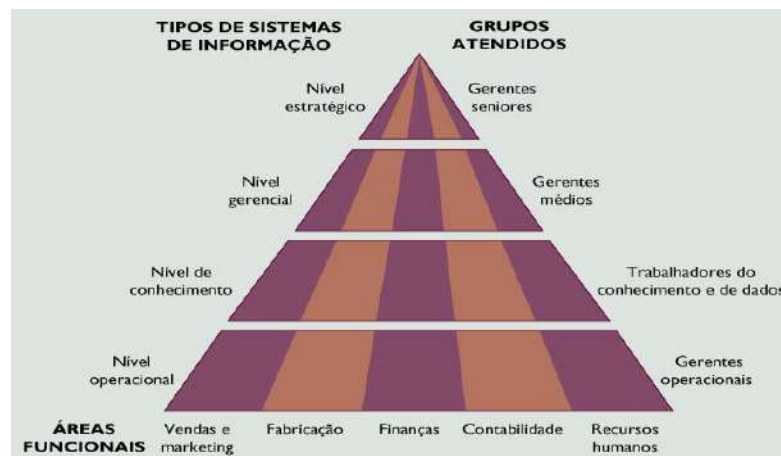 TIPOS DE SISTEMAS
DE INFORMAÇÃO
GRUPOS
ATENDIDOS
Nível
estratégico
Gerentes
seniores
Nível
gerencial
Gerentes
médios
Nível de
conhecimento
Trabalhadores do
conhecimento e de dados
Nível
operacional
Gerentes
operacionais
ÁREAS
FUNCIONAIS
Vendas e
marketing
Fabricação
Finanças
Contabilidade
Recursos
humanos